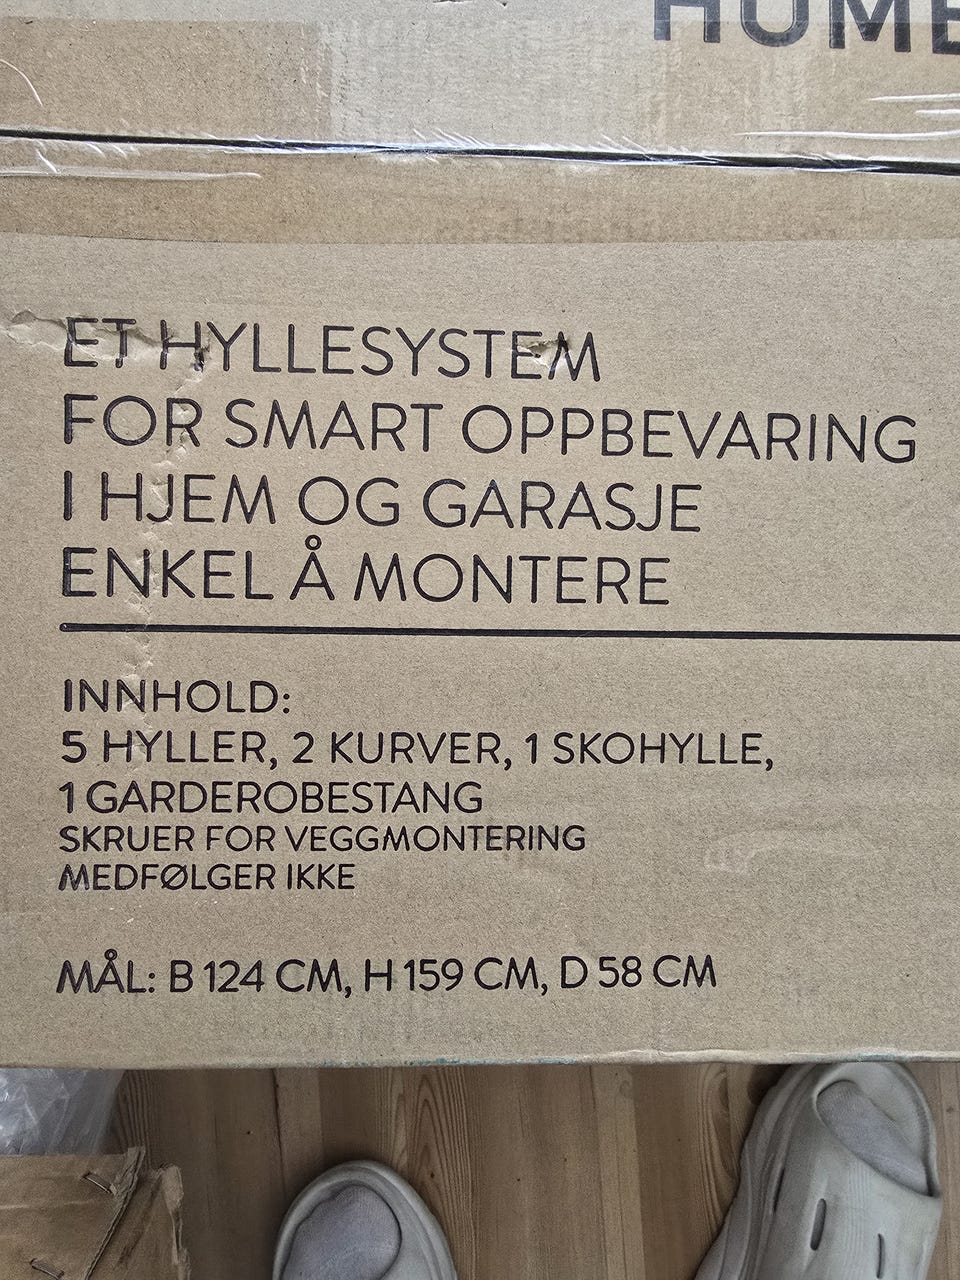 ET HYLLESYSTEM
FOR SMART OPPBEVARING
I HJEM OG GARASJE
ENKEL Å MONTERE
INNHOLD:
5 HYLLER, 2 KURVER, 1 SKOHYLLE,
1 GARDEROBESTANG
SKRUER FOR VEGGMONTERING
MEDFØLGER IKKE
MÅL: B 124 CM, H 159 CM, D 58 CM